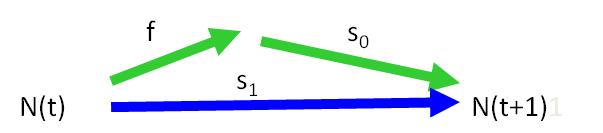 f
s₀
s₁
N(t)
N(t+1)1